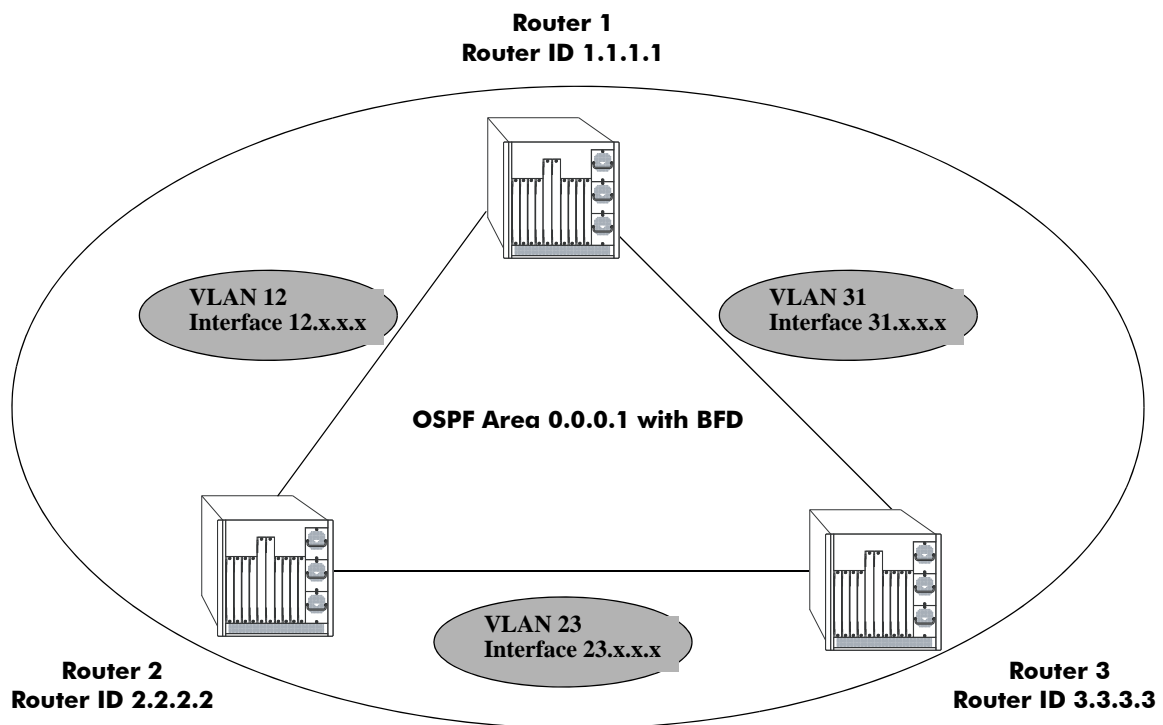 Router 1
Router ID 1.1.1.1
VLAN 12
Interface 12.x.x.x
VLAN 31
Interface 31.x.x.x
OSPF Area 0.0.0.1 with BFD
VLAN 23
Interface 23.x.x.x
Router 2
Router ID 2.2.2.2
Router 3
Router ID 3.3.3.3